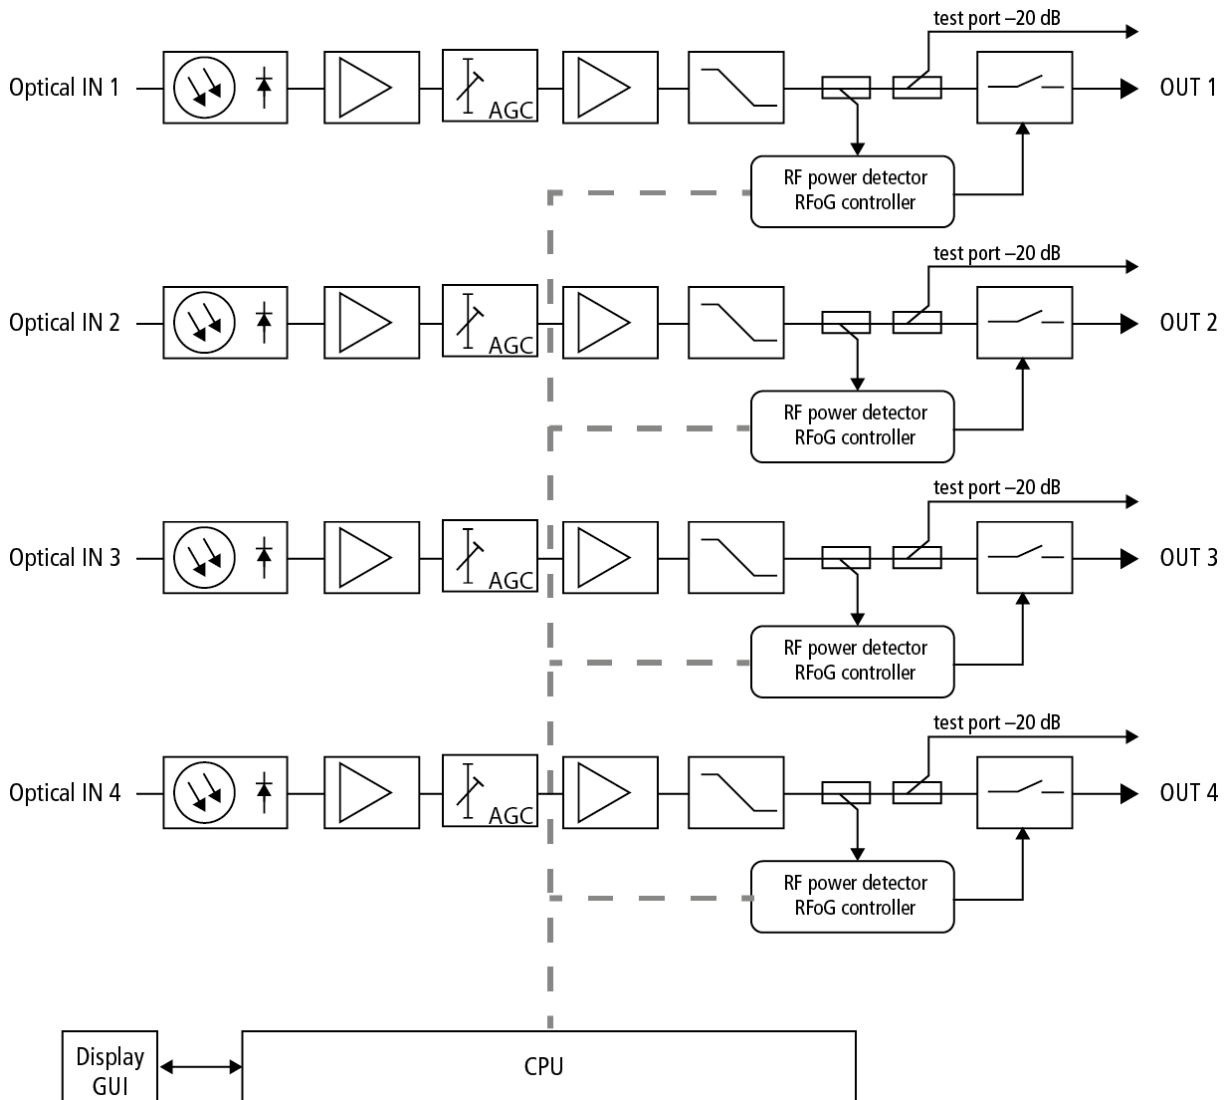 test port –20 dB
Optical IN 1
AGC
OUT 1
RF power detector
RFoG controller
test port –20 dB
Optical IN 2
AGC
OUT 2
RF power detector
RFoG controller
test port –20 dB
Optical IN 3
AGC
OUT 3
RF power detector
RFoG controller
test port –20 dB
Optical IN 4
AGC
OUT 4
RF power detector
RFoG controller
Display
GUI
CPU